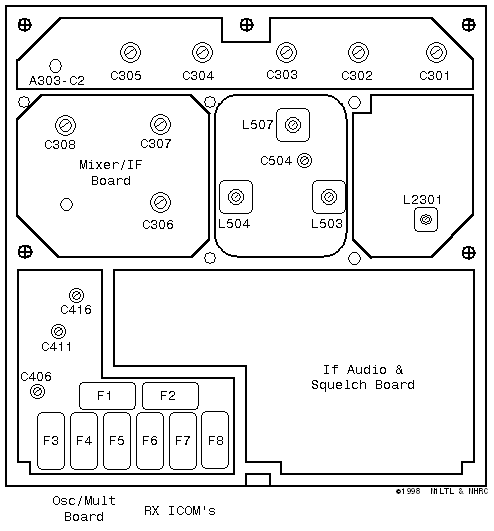 A303-C2
C305
C304
C303
C302
C301
L507
C308
C307
Mixer/IF
Board
C504
L504
L503
L2301
C306
C416
C411
C406
If Audio &
Squelch Board
F1
F2
F3
F4
F5
F6
F7
F8
©1998 N1LTL & NHRC
Osc/Mult
Board
RX ICOM's